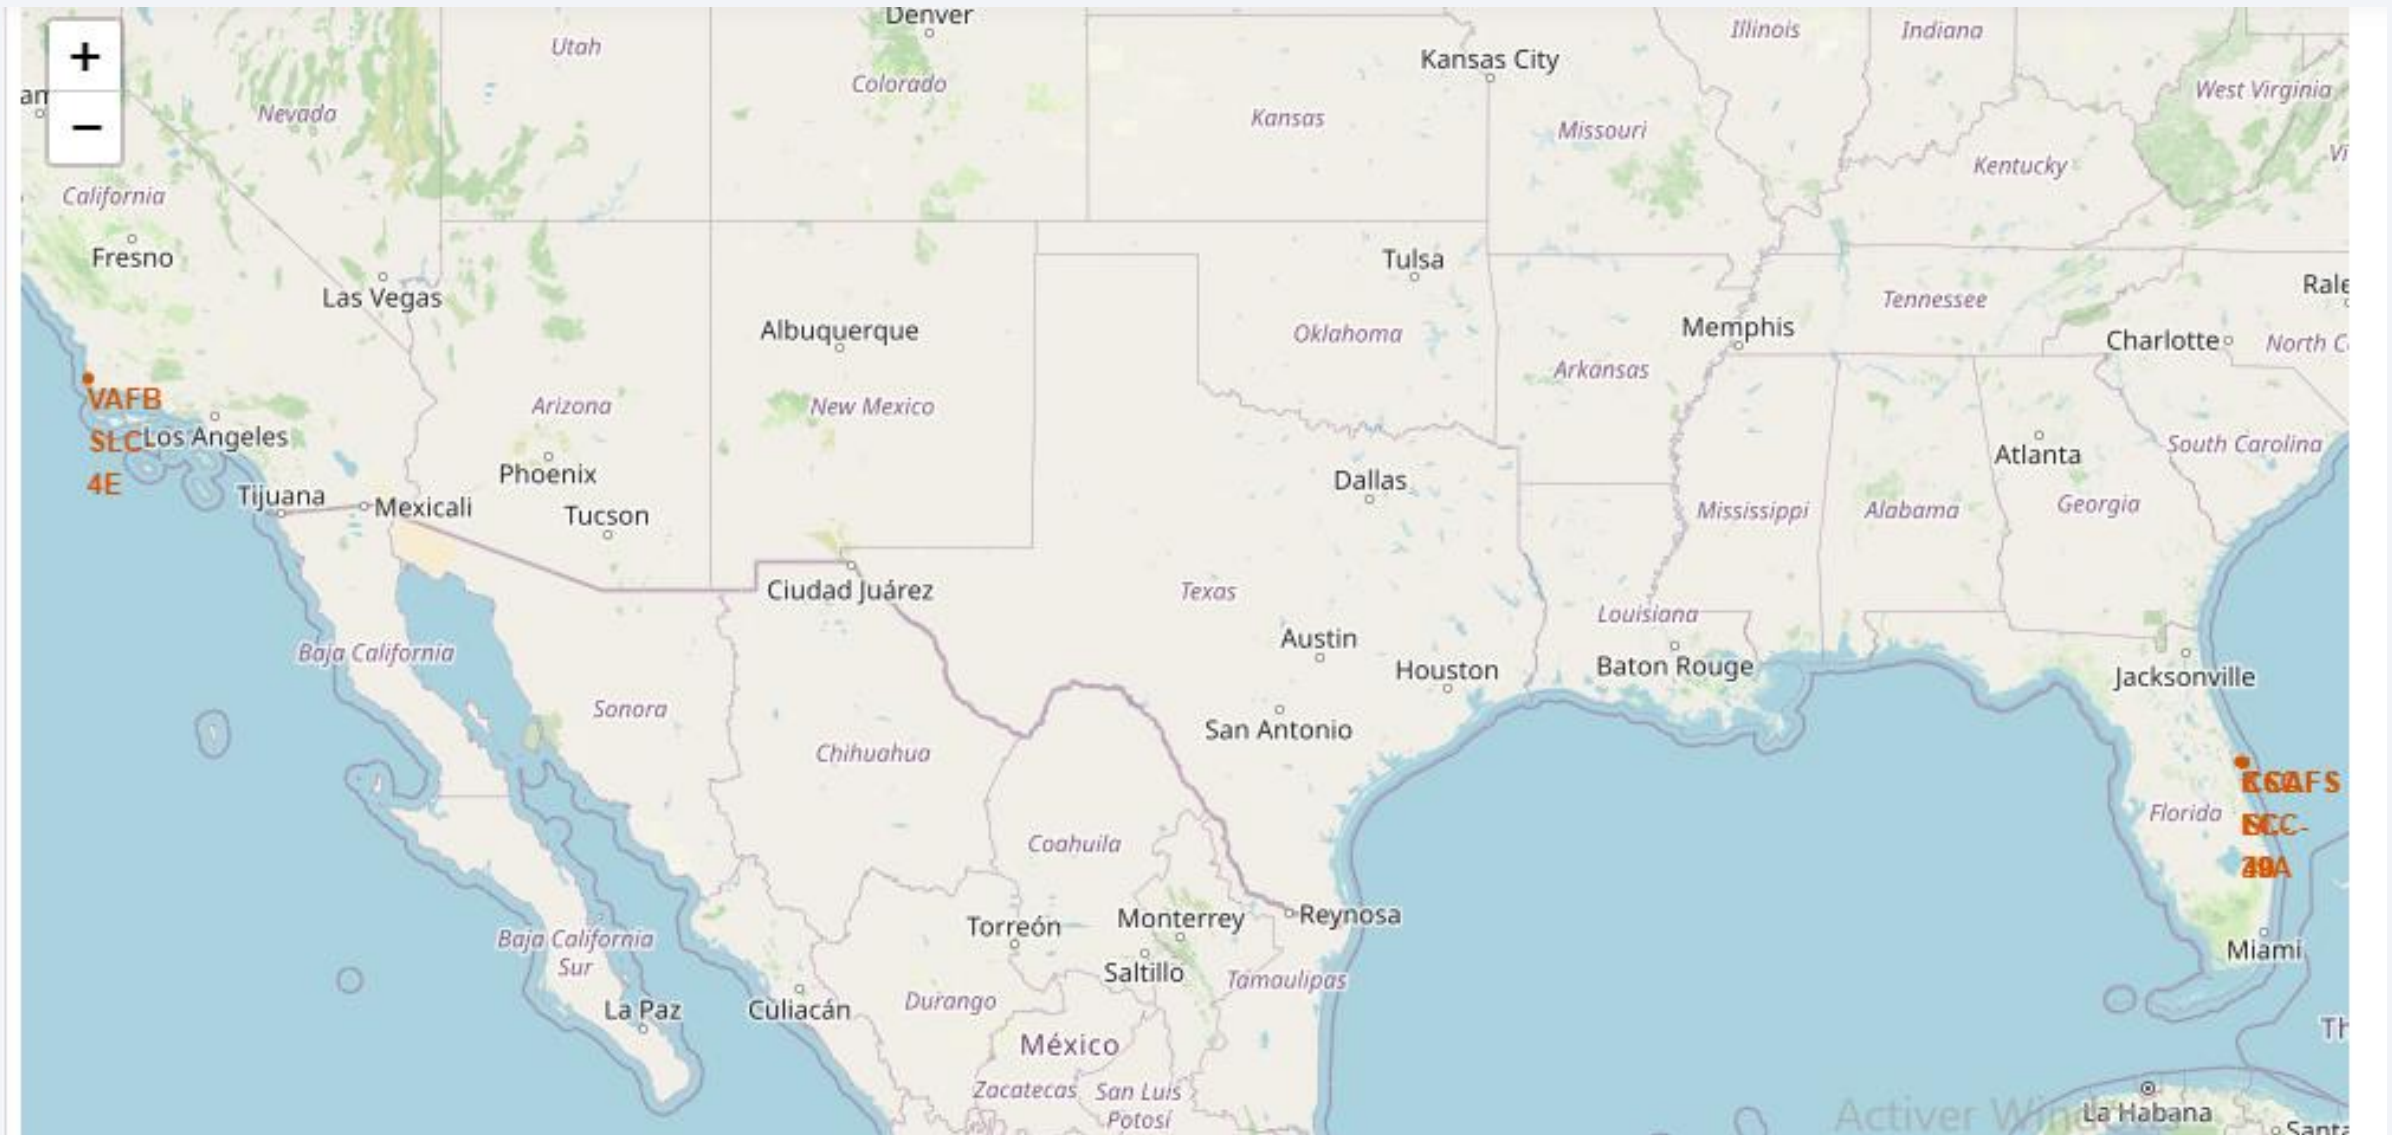 +
−
Denver
Utah
Colorado
Nevada
Kansas City
Kansas
Missouri
Illinois
Indiana
West Virginia
Kentucky
California
Fresno
Las Vegas
Albuquerque
Tulsa
Oklahoma
Memphis
Tennessee
Charlotte
Arkansas
VAFB
SLC-
4E
Los Angeles
Arizona
New Mexico
Phoenix
Tucson
Tijuana
Mexicali
Dallas
Atlanta
South Carolina
Mississippi
Alabama
Georgia
Ciudad Juárez
Texas
Louisiana
Austin
Houston
Baton Rouge
Jacksonville
Baja California
Sonora
San Antonio
Chihuahua
Florida
Coahuila
Torreón
Monterrey
Reynosa
Saltillo
Tamaulipas
Miami
Baja California
Sur
La Paz
Culiacán
Durango
México
Zacatecas
San Luis
Potosí
La Habana
Activer